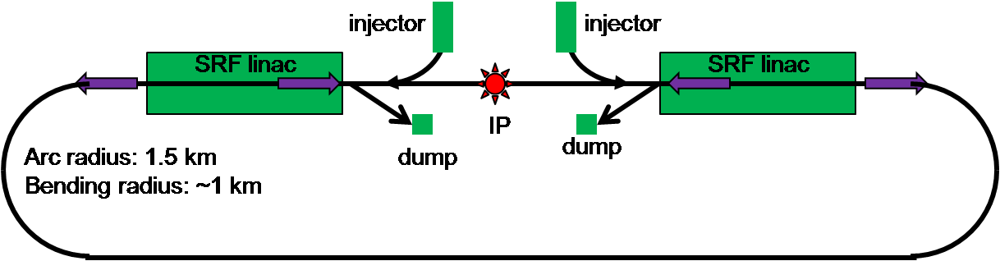 injector
injector
SRF linac
SRF linac
IP
dump
dump
Arc radius: 1.5 km
Bending radius: ~1 km